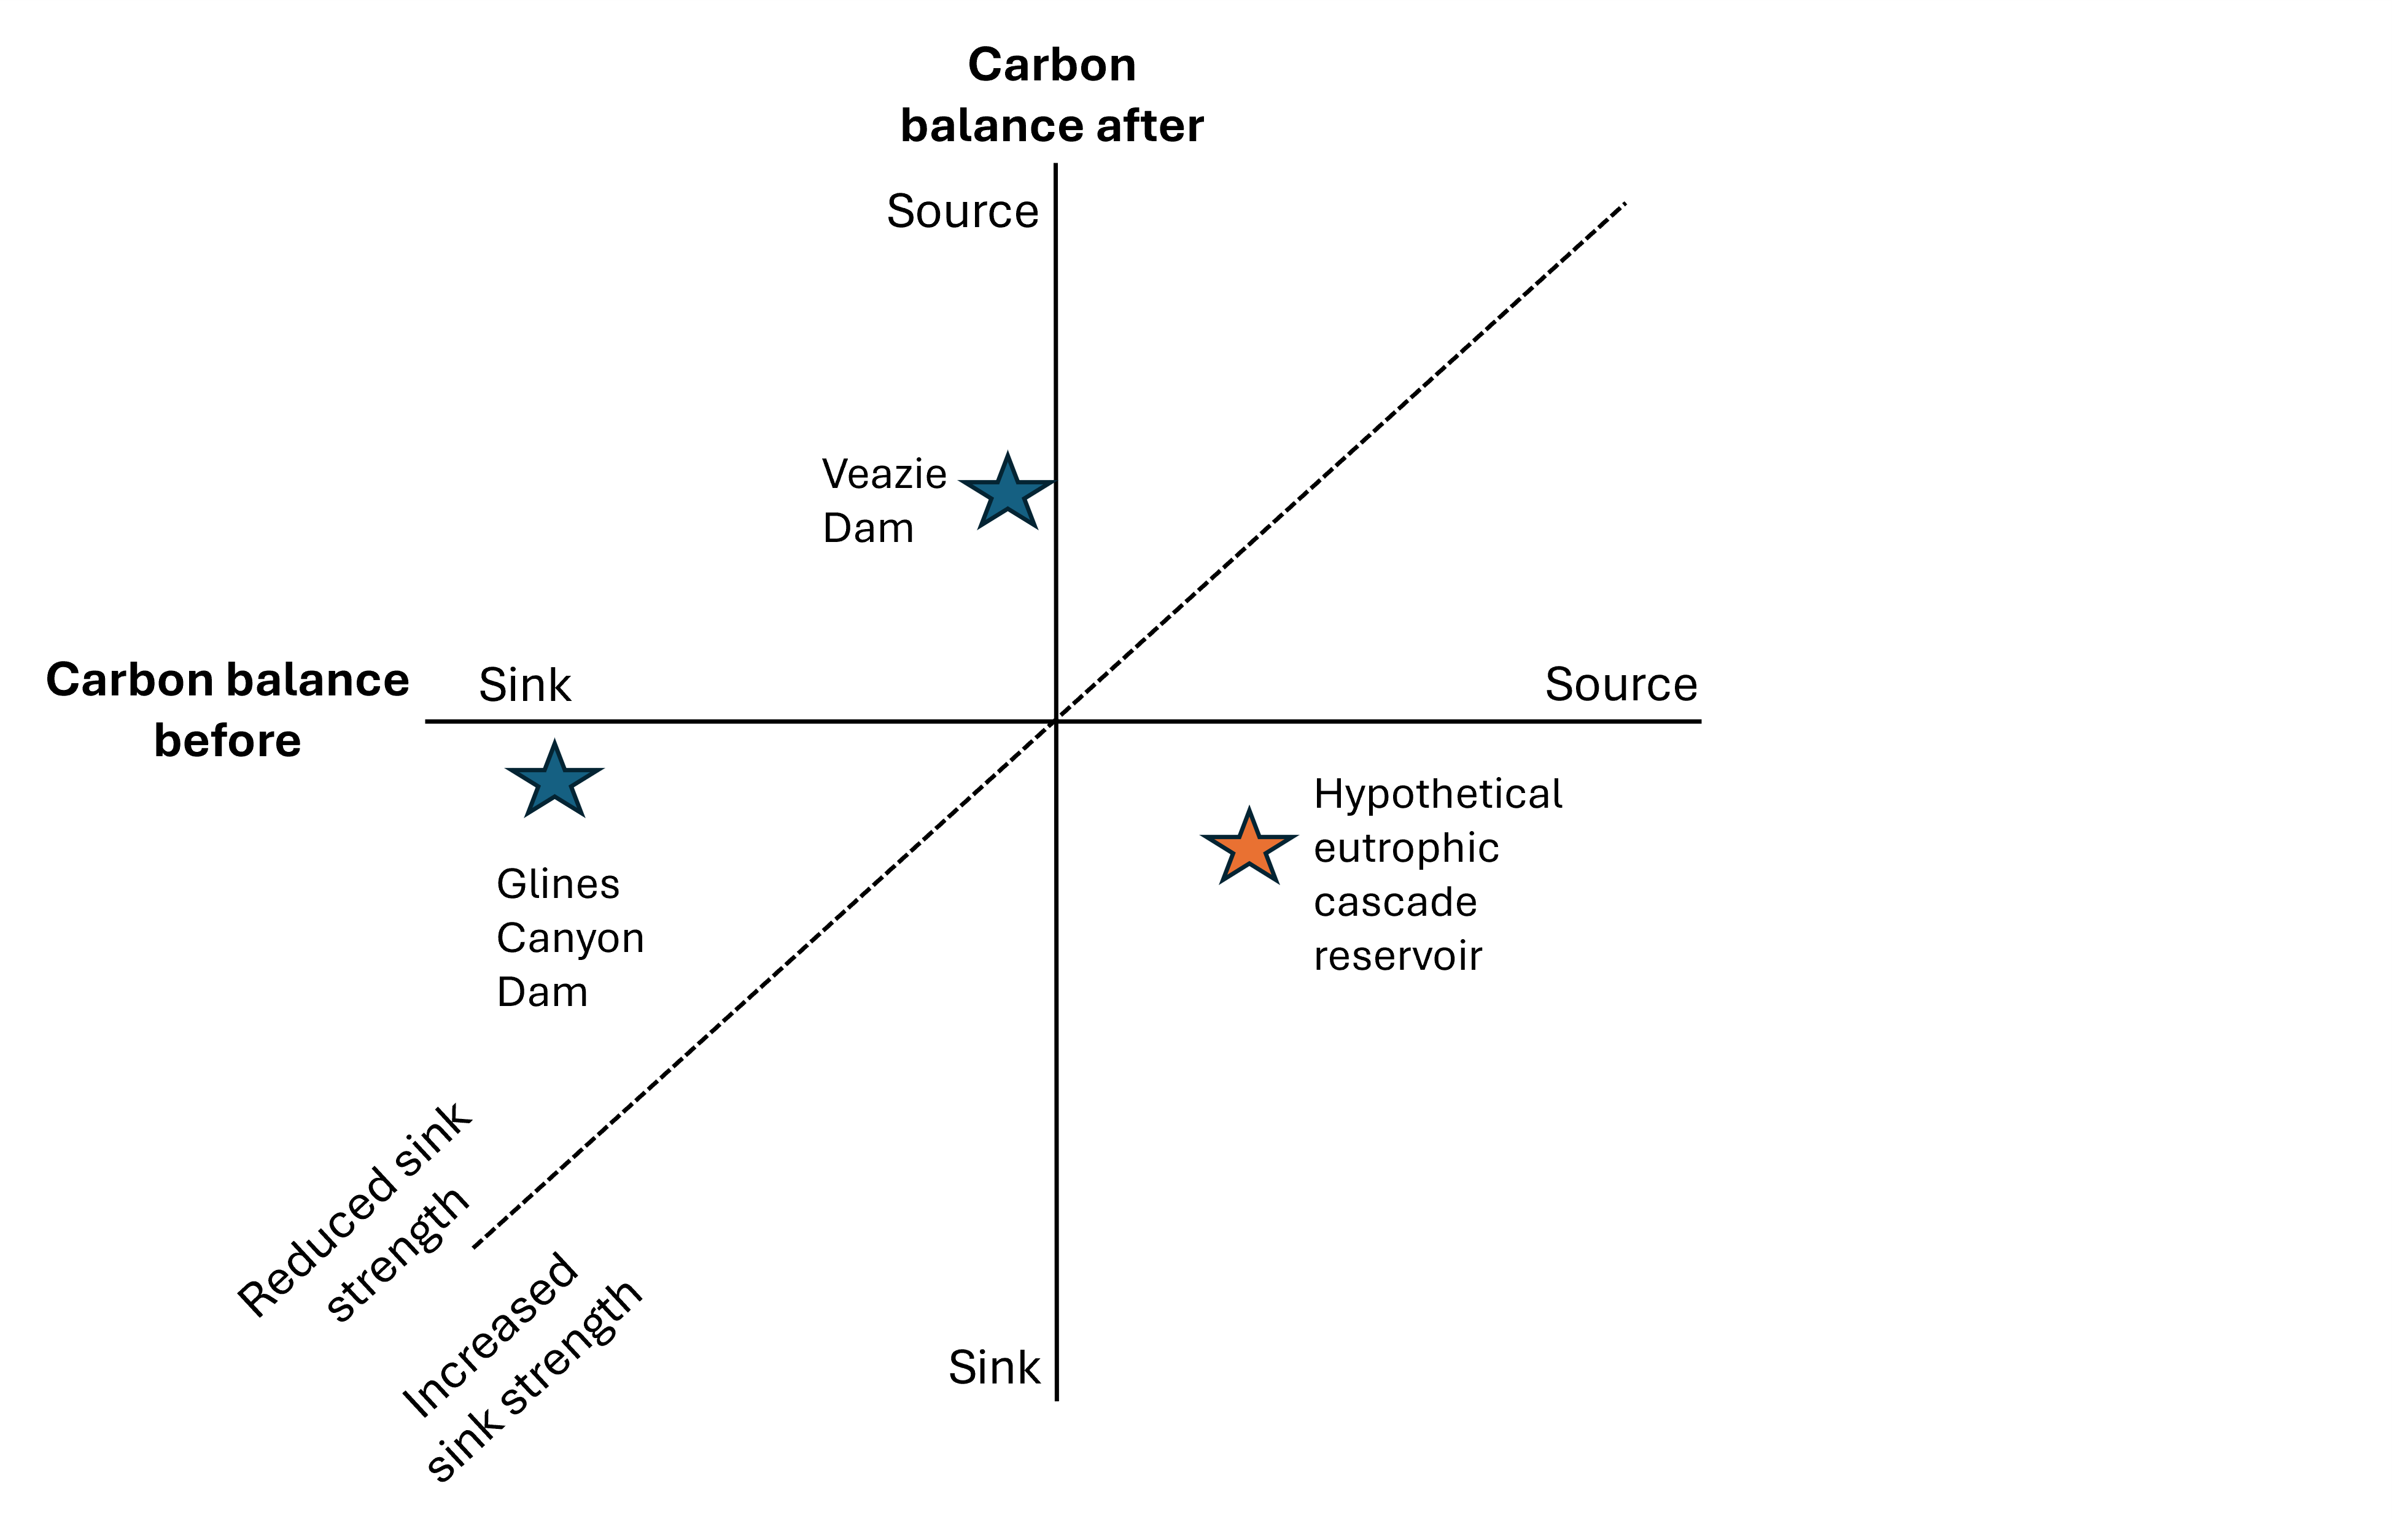 Carbon
balance after
Source
Veazie
Dam
Carbon balance
before
Sink
Source
Hypothetical
eutrophic
cascade
reservoir
Glines
Canyon
Dam
Reduced sink
strength
Increased
sink strength
Sink